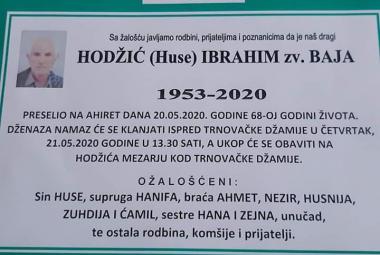 Sa žalošću javljamo rodbini, prijateljima i poznanicima da je naš dragi
HODŽIĆ (Huse) IBRAHIM zv. BAJA
1953-2020
PRESELIO NA AHIRET DANA 20.05.2020. GODINE 68-OJ GODINI ŽIVOTA.
DŽENAZA NAMAZ ĆE SE KLANJATI ISPRED TRNOVAČKE DŽAMIJE U ČETVRTAK,
21.05.2020 GODINE U 13.30 SATI, A UKOP ĆE SE OBAVITI NA
HODŽIĆA MEZARJU KOD TRNOVAČKE DŽAMIJE.
OŽALOŠĆENI:
Sin HUSE, supruga HANIFA, braća AHMET, NEZIR, HUSNIJA,
ZUHDIJA I ĆAMIL, sestre HANA I ZEJNA, unučad,
te ostala rodbina, komšije i prijatelji.